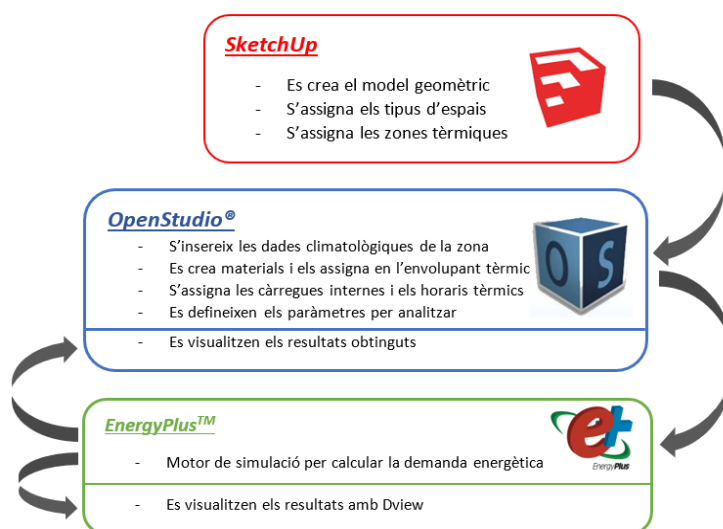 SketchUp
- Es crea el model geomètric
- S'assigna els tipus d'espais
- S'assigna les zones tèrmiques
OpenStudio®
- S'insereix les dades climatològiques de la zona
- Es crea materials i els assigna en l'envolupant tèrmic
- S'assigna les càrregues internes i els horaris tèrmics
- Es defineixen els paràmetres per analitzar
- Es visualitzen els resultats obtinguts
O S
EnergyPlus™
- Motor de simulació per calcular la demanda energètica
- Es visualitzen els resultats amb Dview
e+
EnergyPlus